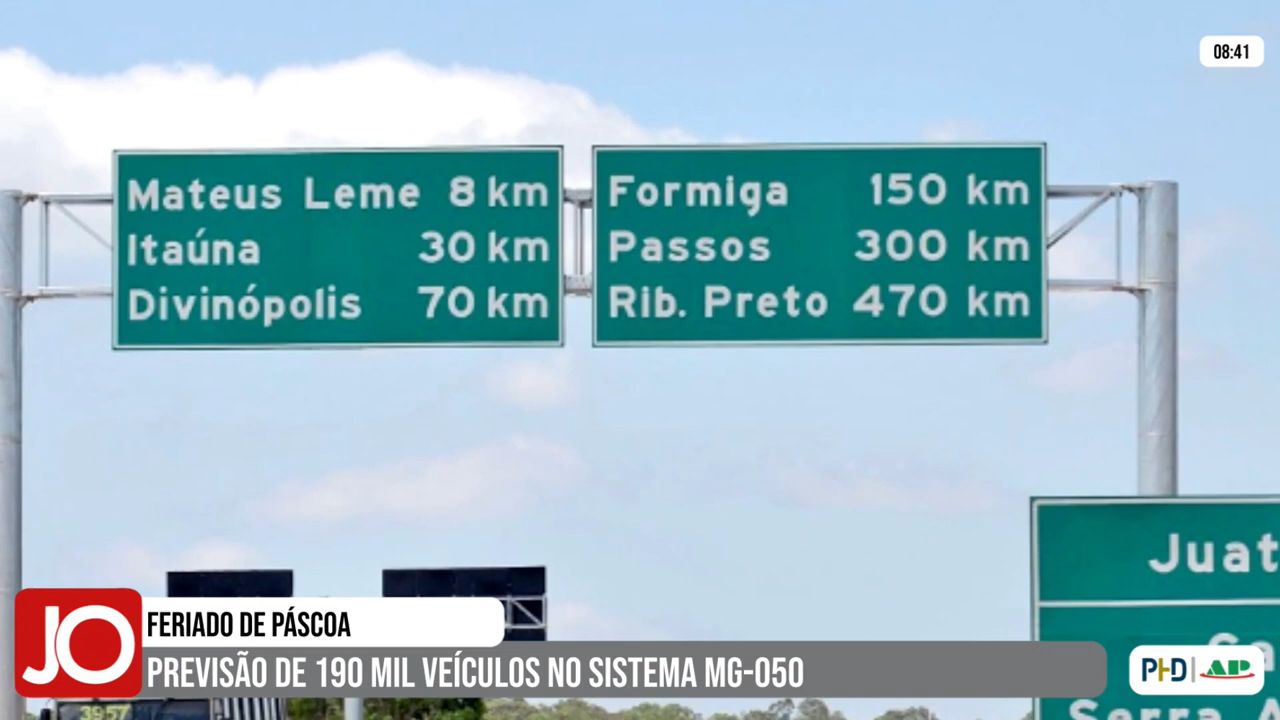 08:41
Mateus Leme 8 km
Itaúna 30 km
Divinópolis 70 km
Formiga 150 km
Passos 300 km
Rib. Preto 470 km
Juat
Serra A
JO
FERIADO DE PÁSCOA
PREVISÃO DE 190 MIL VEÍCULOS NO SISTEMA MG-050
PHD | AP
3957